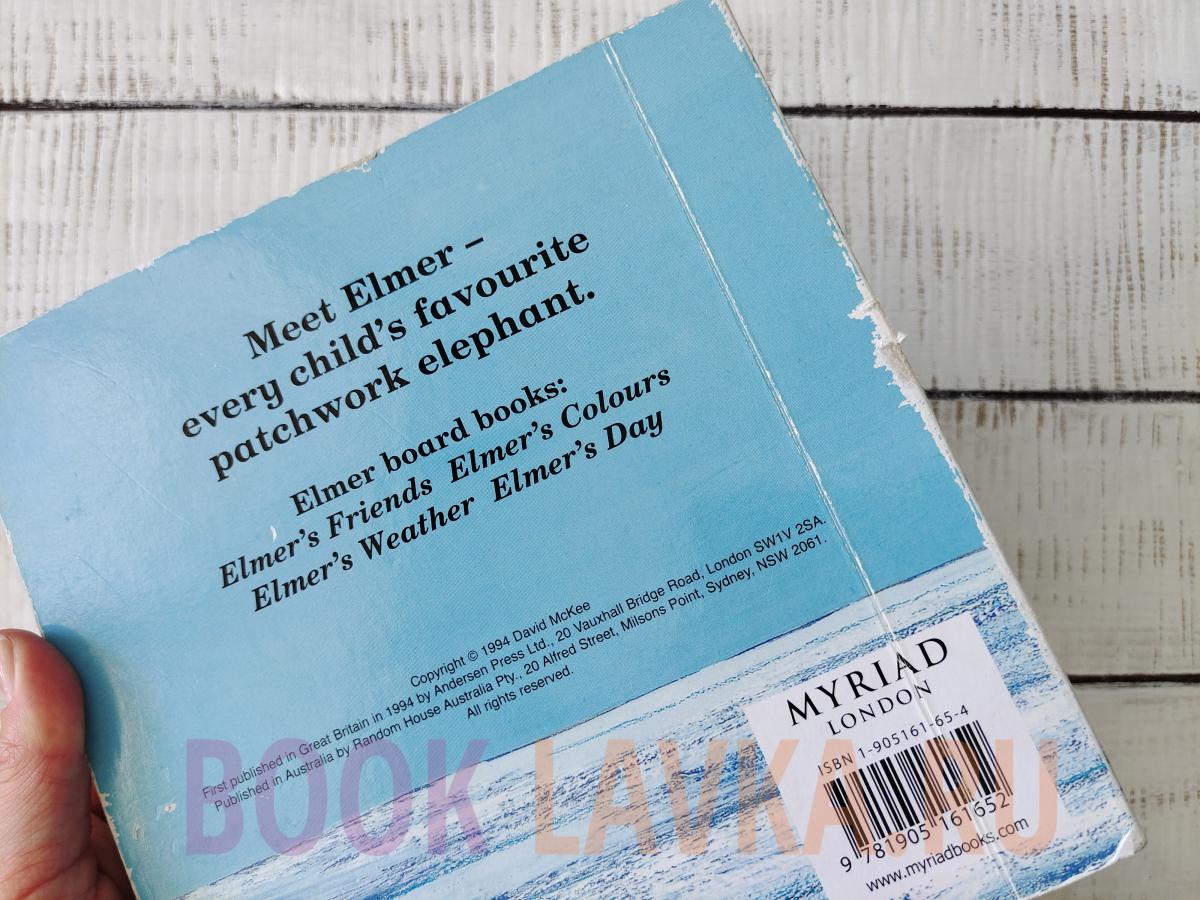 Meet Elmer –
every child's favourite
patchwork elephant.
Elmer board books:
Elmer's Friends Elmer's Colours
Elmer's Weather Elmer's Day
Copyright © 1994 David McKee
First published in Great Britain in 1994 by Andersen Press Ltd., 20 Vauxhall Bridge Road, London SW1V 2SA.
Published in Australia by Random House Australia Pty., 20 Alfred Street, Milsons Point, Sydney, NSW 2061.
All rights reserved.
MYRIAD
LONDON
ISBN 1-905161-65-4
9 781905 161652
www.myriadbooks.com
BOOK LAVKA.RU